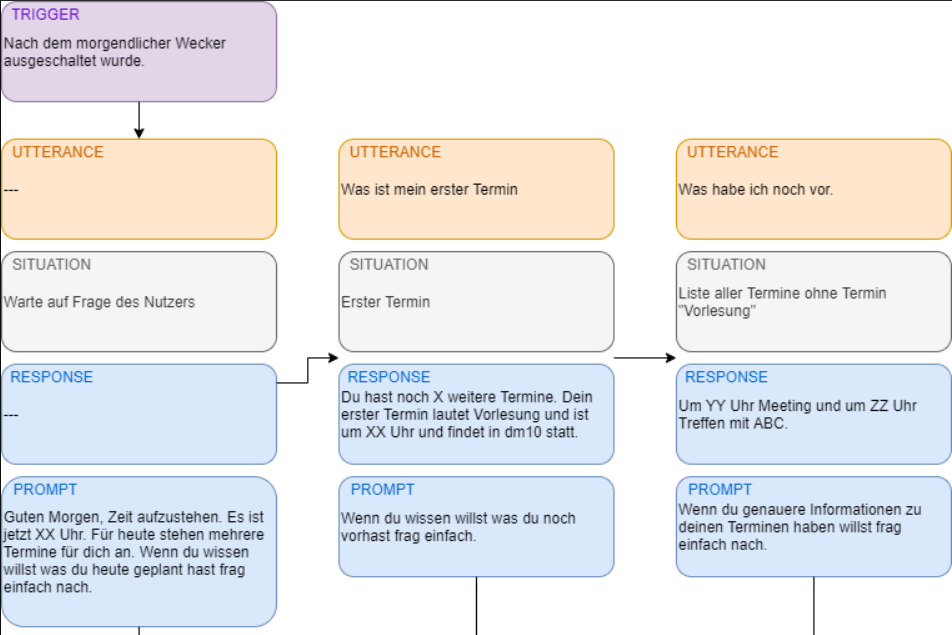 TRIGGER
Nach dem morgendlicher Wecker
ausgeschaltet wurde.
UTTERANCE
---
SITUATION
Warte auf Frage des Nutzers
RESPONSE
---
PROMPT
Guten Morgen, Zeit aufzustehen. Es ist
jetzt XX Uhr. Für heute stehen mehrere
Termine für dich an. Wenn du wissen
willst was du heute geplant hast frag
einfach nach.
UTTERANCE
Was ist mein erster Termin
SITUATION
Erster Termin
RESPONSE
Du hast noch X weitere Termine. Dein
erster Termin lautet Vorlesung und ist
um XX Uhr und findet in dm10 statt.
PROMPT
Wenn du wissen willst was du noch
vorhast frag einfach.
UTTERANCE
Was habe ich noch vor.
SITUATION
Liste aller Termine ohne Termin
"Vorlesung"
RESPONSE
Um YY Uhr Meeting und um ZZ Uhr
Treffen mit ABC.
PROMPT
Wenn du genauere Informationen zu
deinen Terminen haben willst frag
einfach nach.